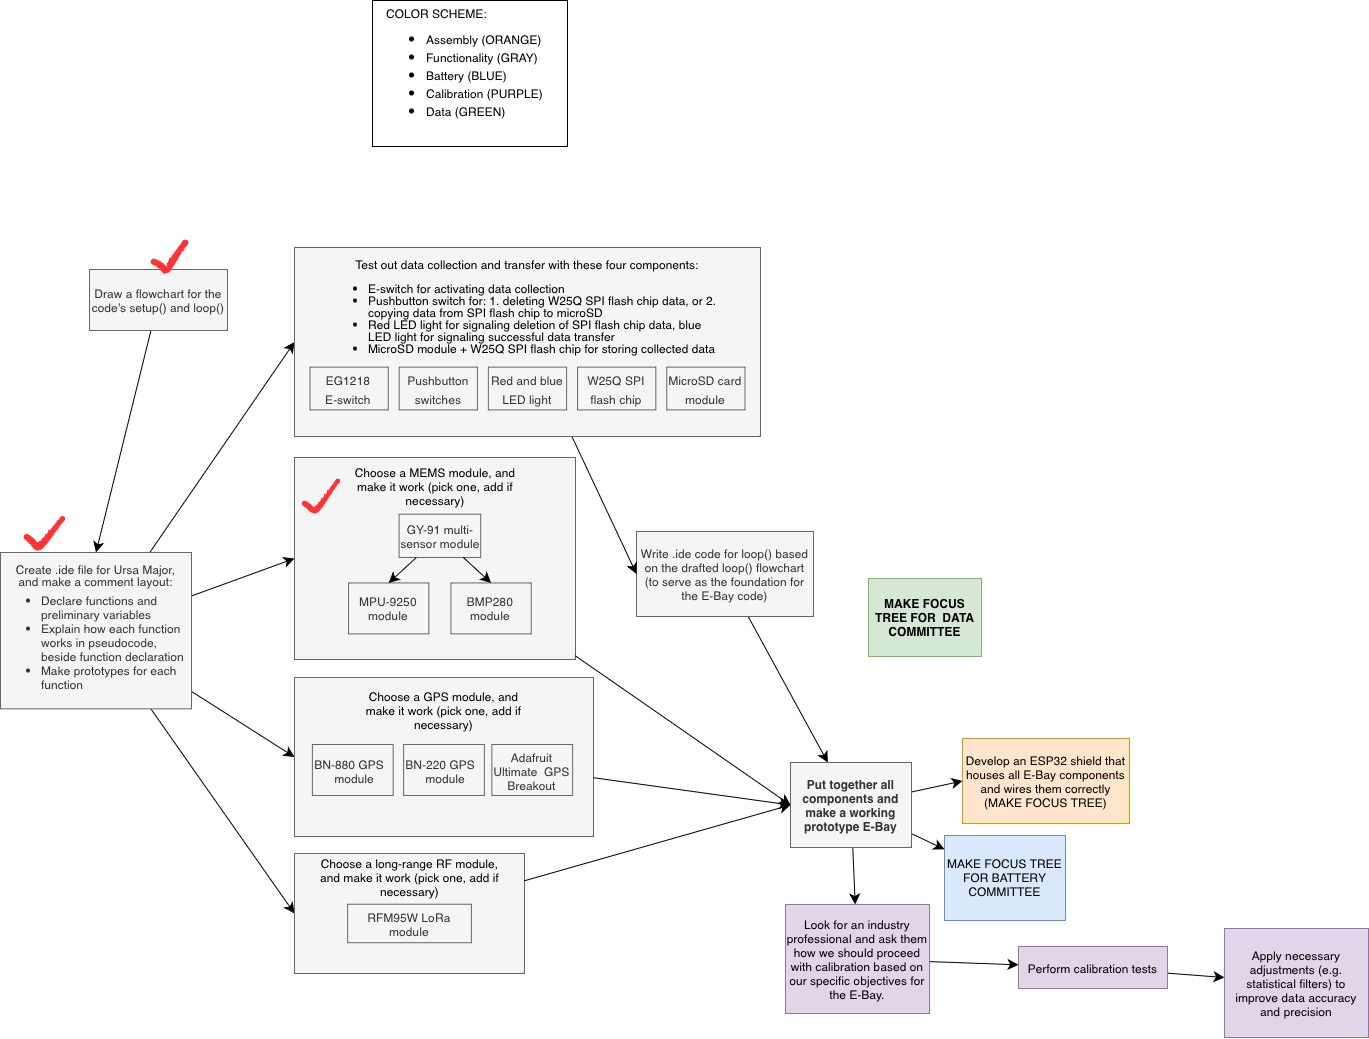 COLOR SCHEME:
• Assembly (ORANGE)
• Functionality (GRAY)
• Battery (BLUE)
• Calibration (PURPLE)
• Data (GREEN)
Draw a flowchart for the
code's setup() and loop()
Create .ide file for Ursa Major,
and make a comment layout:
• Declare functions and
preliminary variables
• Explain how each function
works in pseudocode,
beside function declaration
• Make prototypes for each
function
Test out data collection and transfer with these four components:
• E-switch for activating data collection
• Pushbutton switch for: 1. deleting W25Q SPI flash chip data, or 2.
copying data from SPI flash chip to microSD
• Red LED light for signaling deletion of SPI flash chip data, blue
LED light for signaling successful data transfer
• MicroSD module + W25Q SPI flash chip for storing collected data
EG1218
E-switch
Pushbutton
switches
Red and blue
LED light
W25Q SPI
flash chip
MicroSD card
module
Choose a MEMS module, and
make it work (pick one, add if
necessary)
GY-91 multi-
sensor module
MPU-9250
module
BMP280
module
Choose a GPS module, and
make it work (pick one, add if
necessary)
BN-880 GPS
module
BN-220 GPS
module
Adafruit
Ultimate GPS
Breakout
Choose a long-range RF module,
and make it work (pick one, add if
necessary)
RFM95W LoRa
module
Write .ide code for loop() based
on the drafted loop() flowchart
(to serve as the foundation for
the E-Bay code)
MAKE FOCUS
TREE FOR DATA
COMMITTEE
Put together all
components and
make a working
prototype E-Bay
Develop an ESP32 shield that
houses all E-Bay components
and wires them correctly
(MAKE FOCUS TREE)
MAKE FOCUS TREE
FOR BATTERY
COMMITTEE
Look for an industry
professional and ask them
how we should proceed
with calibration based on
our specific objectives for
the E-Bay.
Perform calibration tests
Apply necessary
adjustments (e.g.
statistical filters) to
improve data accuracy
and precision